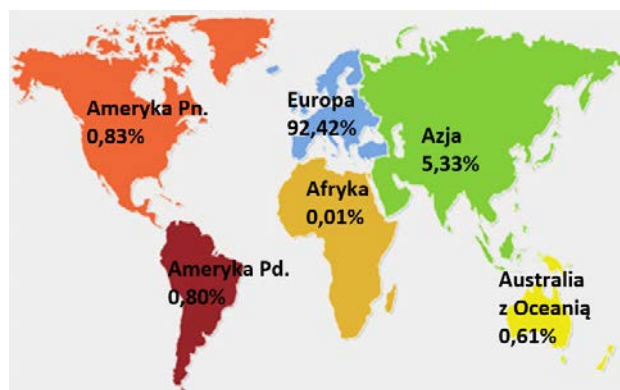 Ameryka Pn.
0,83%
Europa
92,42%
Azja
5,33%
Afryka
0,01%
Ameryka Pd.
0,80%
Australia
z Oceanią
0,61%